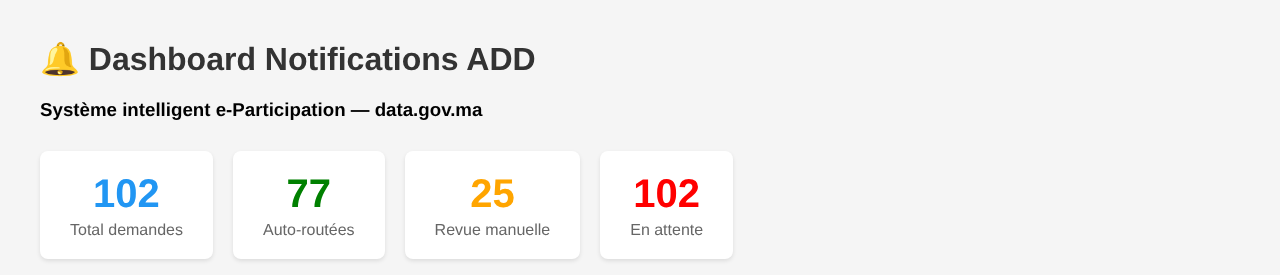 🔔 Dashboard Notifications ADD
Système intelligent e-Participation — data.gov.ma
102 77 25 102
Total demandes Auto-routées Revue manuelle En attente